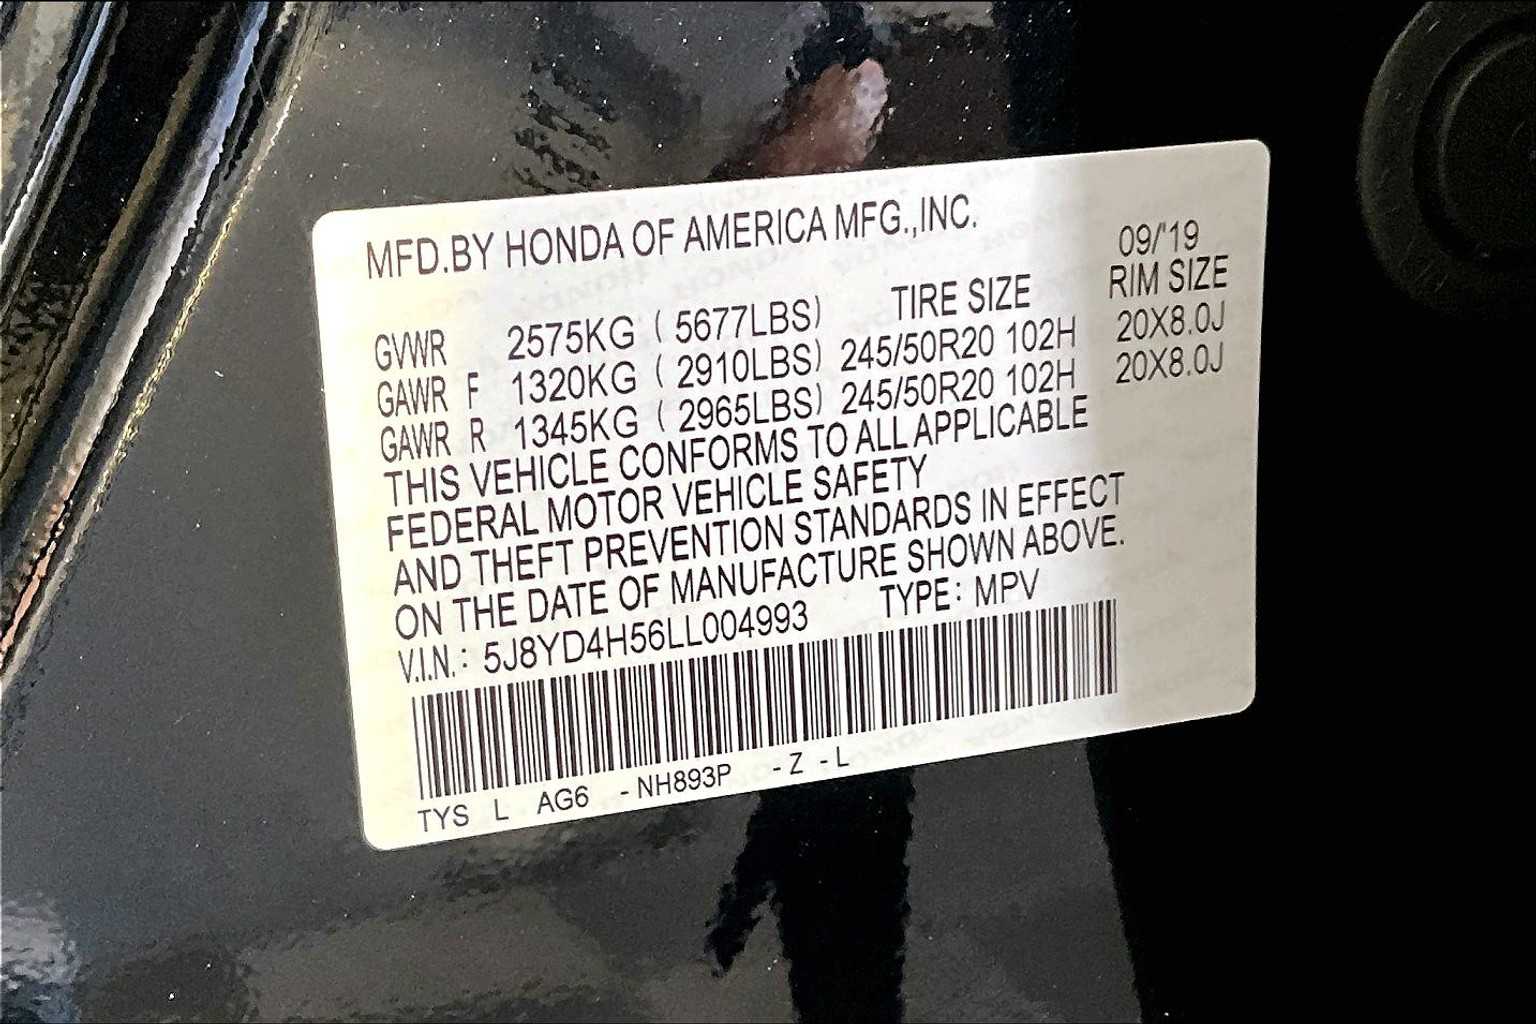 MFD.BY HONDA OF AMERICA MFG.,INC.
09/'19
TIRE SIZE RIM SIZE
GVWR 2575KG ( 5677LBS)
GAWR F 1320KG ( 2910LBS) 245/50R20 102H 20X8.0J
GAWR R 1345KG ( 2965LBS) 245/50R20 102H 20X8.0J
THIS VEHICLE CONFORMS TO ALL APPLICABLE
FEDERAL MOTOR VEHICLE SAFETY
AND THEFT PREVENTION STANDARDS IN EFFECT
ON THE DATE OF MANUFACTURE SHOWN ABOVE.
V.I.N.: 5J8YD4H56LL004993 TYPE: MPV
TYS L AG6 -NH893P -Z -L